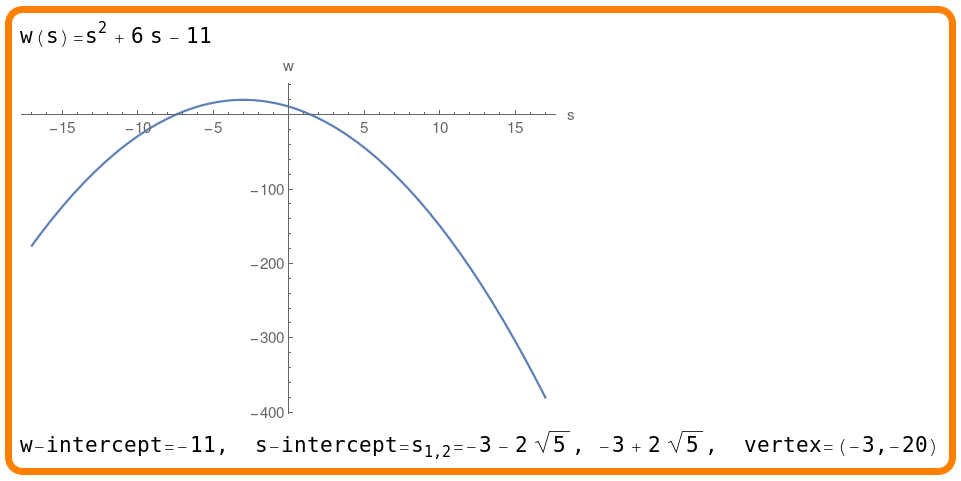 w(s)=s² + 6 s − 11
w
−15 −10 −5 5 10 15 s
−100
−200
−300
−400
w−intercept=−11, s−intercept=s₁,₂=−3 − 2 √5, −3 + 2 √5, vertex=(−3,−20)